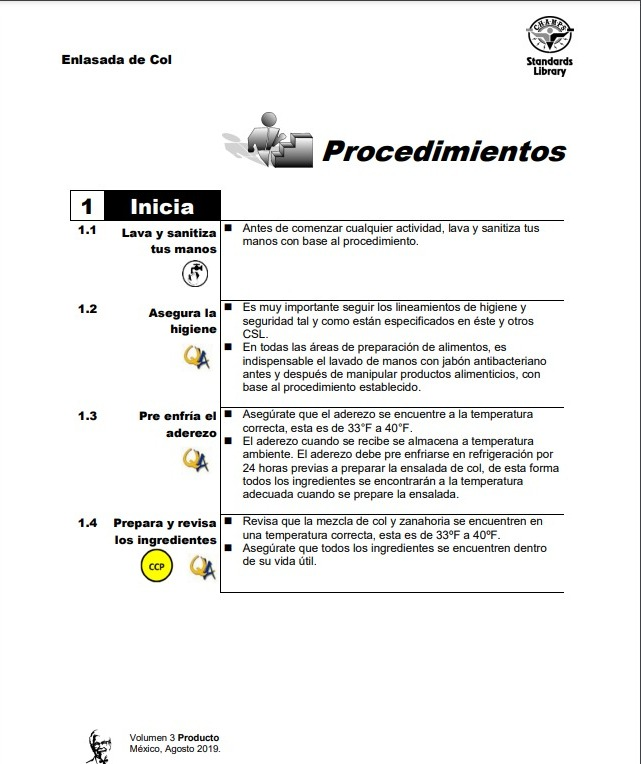 Enlasada de Col
CHAMPS
Standards
Library
Procedimientos
1 Inicia
1.1 Lava y sanitiza
tus manos
■ Antes de comenzar cualquier actividad, lava y sanitiza tus
manos con base al procedimiento.
1.2 Asegura la
higiene
QA
■ Es muy importante seguir los lineamientos de higiene y
seguridad tal y como están especificados en éste y otros
CSL.
■ En todas las áreas de preparación de alimentos, es
indispensable el lavado de manos con jabón antibacteriano
antes y después de manipular productos alimenticios, con
base al procedimiento establecido.
1.3 Pre enfría el
aderezo
QA
■ Asegúrate que el aderezo se encuentre a la temperatura
correcta, esta es de 33°F a 40°F.
■ El aderezo cuando se recibe se almacena a temperatura
ambiente. El aderezo debe pre enfriarse en refrigeración por
24 horas previas a preparar la ensalada de col, de esta forma
todos los ingredientes se encontrarán a la temperatura
adecuada cuando se prepare la ensalada.
1.4 Prepara y revisa
los ingredientes
CCP QA
■ Revisa que la mezcla de col y zanahoria se encuentren en
una temperatura correcta, esta es de 33ºF a 40ºF.
■ Asegúrate que todos los ingredientes se encuentren dentro
de su vida útil.
Volumen 3 Producto
México, Agosto 2019.